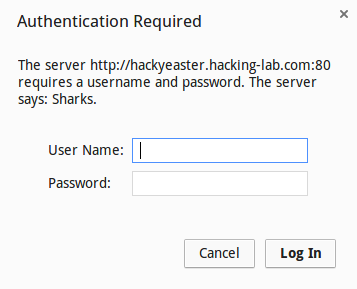 Authentication Required
The server http://hackyeaster.hacking-lab.com:80
requires a username and password. The server
says: Sharks.
User Name:
Password:
Cancel
Log In